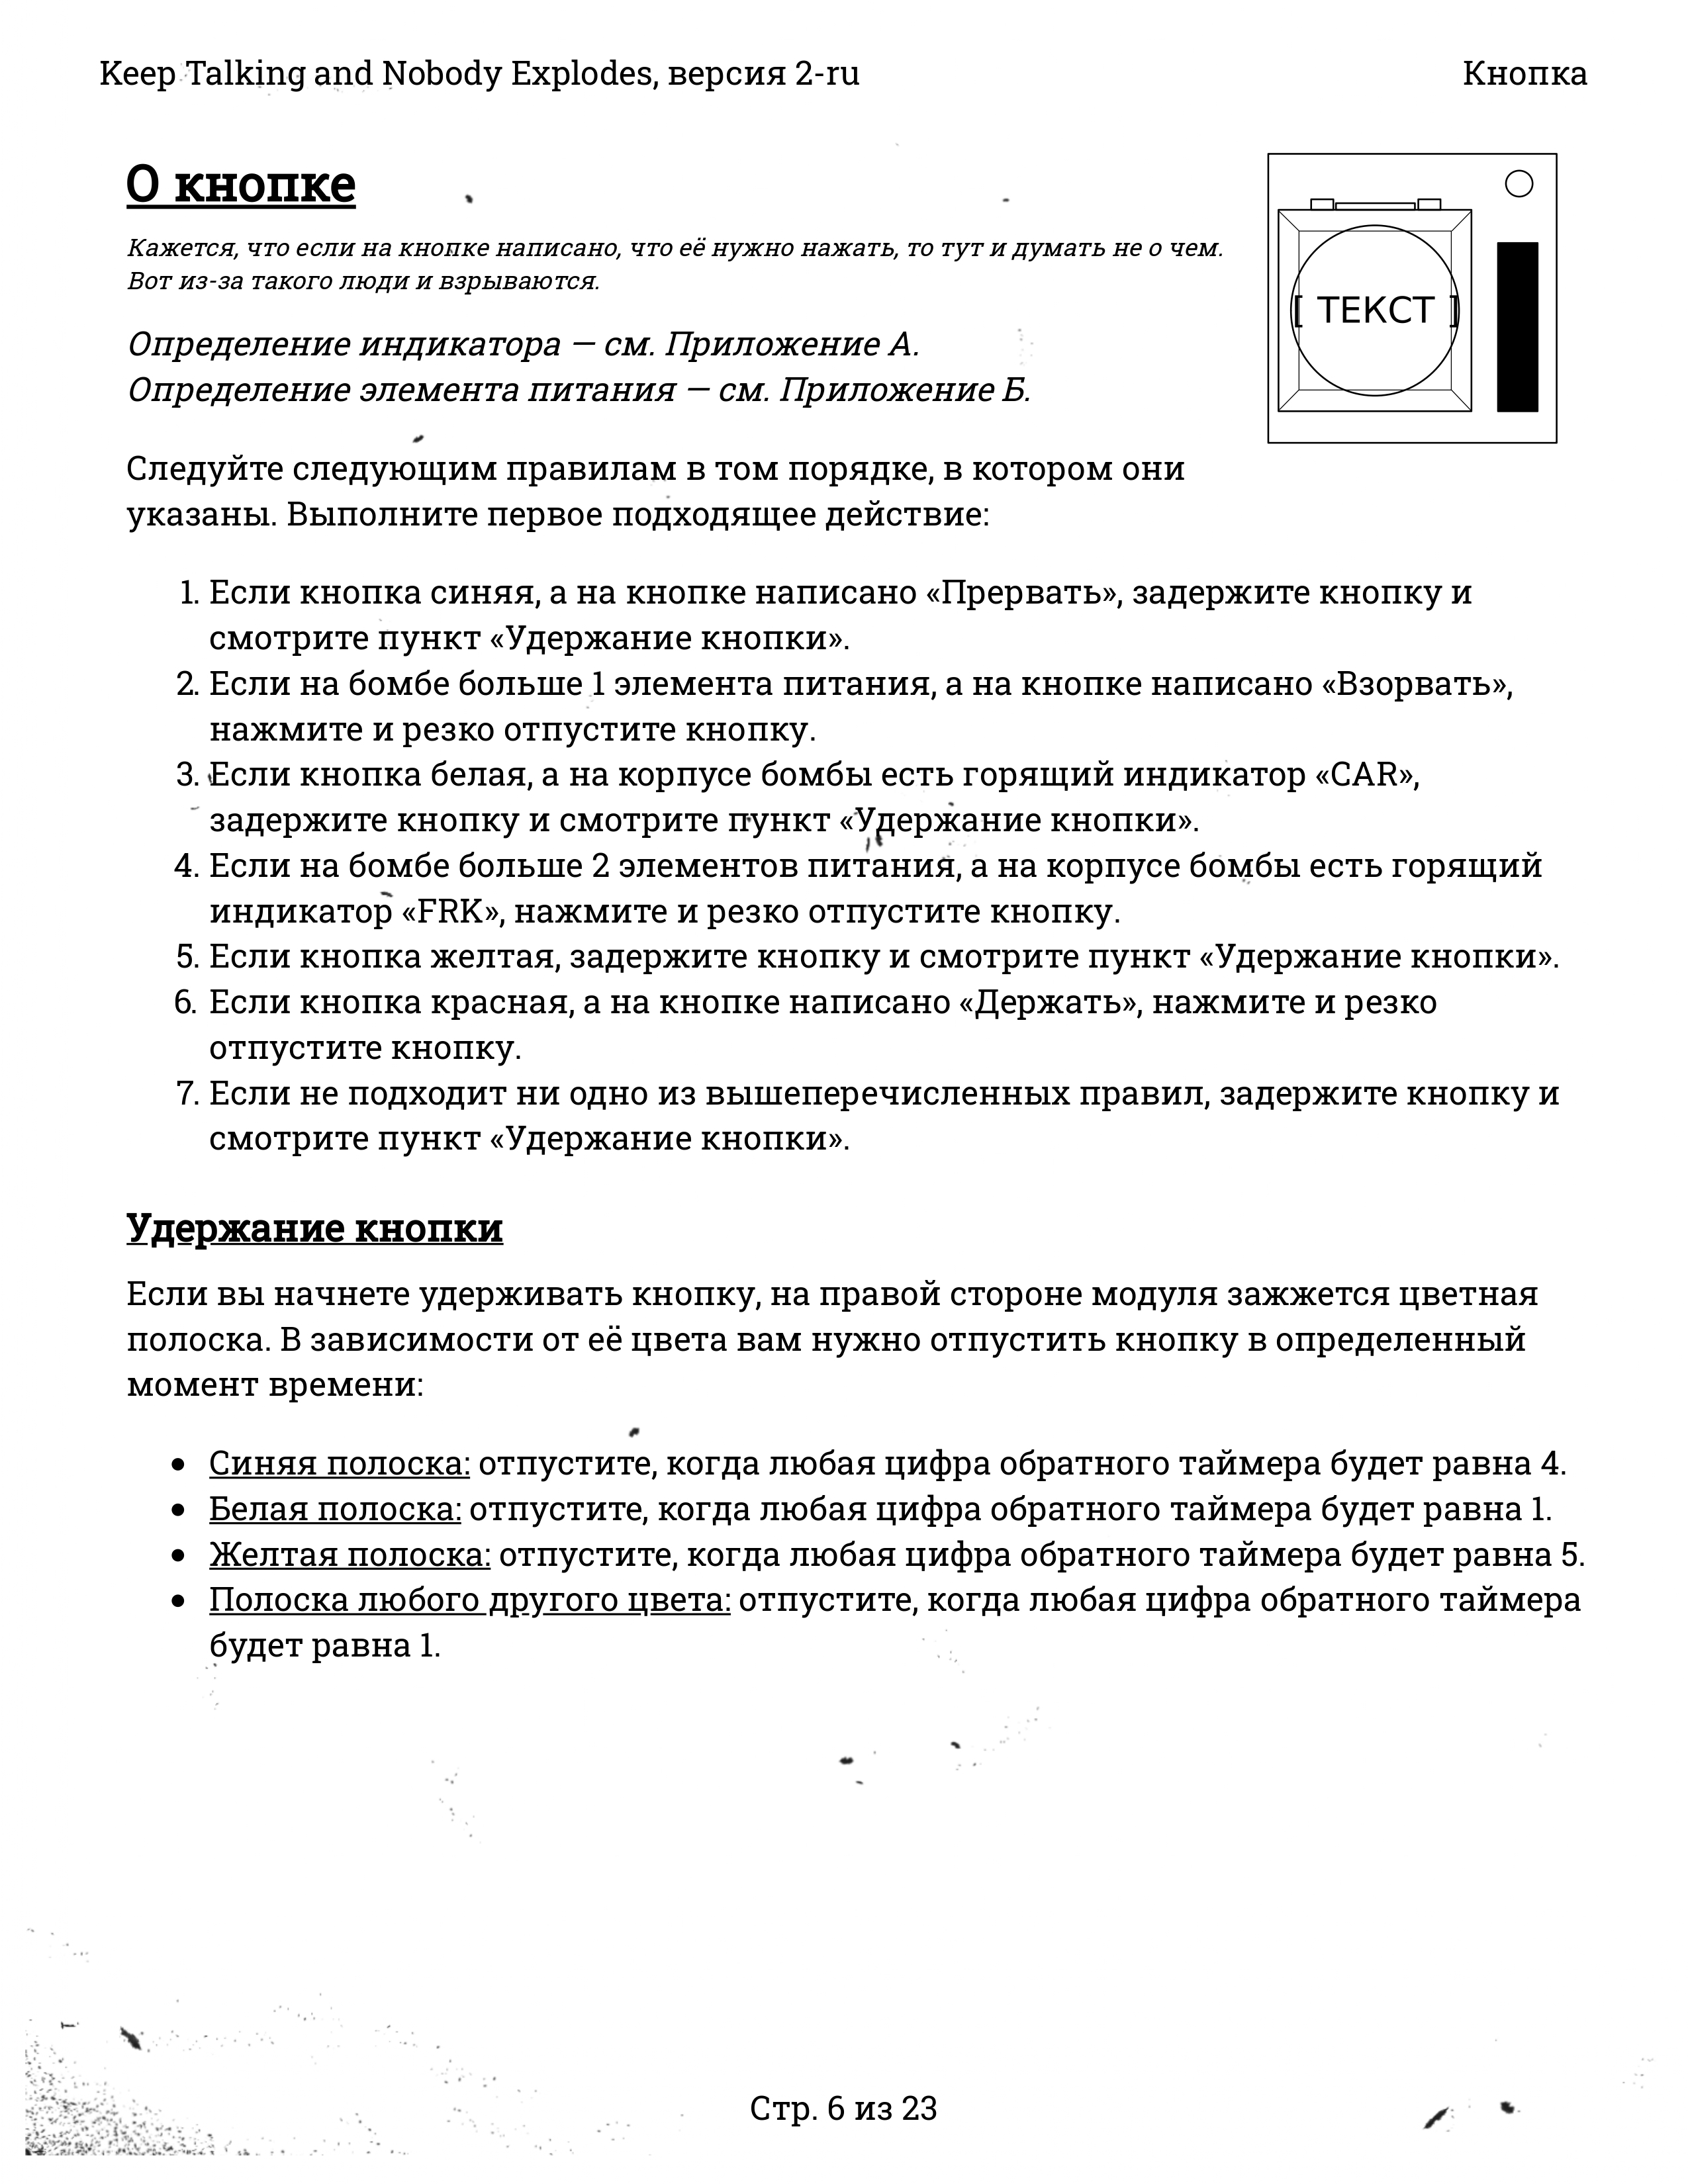 Keep Talking and Nobody Explodes, версия 2-ru
Кнопка
О кнопке
Кажется, что если на кнопке написано, что её нужно нажать, то тут и думать не о чем.
Вот из-за такого люди и взрываются.
[ ТЕКСТ ]
Определение индикатора — см. Приложение А.
Определение элемента питания — см. Приложение Б.
Следуйте следующим правилам в том порядке, в котором они
указаны. Выполните первое подходящее действие:
1. Если кнопка синяя, а на кнопке написано «Прервать», задержите кнопку и
смотрите пункт «Удержание кнопки».
2. Если на бомбе больше 1 элемента питания, а на кнопке написано «Взорвать»,
нажмите и резко отпустите кнопку.
3. Если кнопка белая, а на корпусе бомбы есть горящий индикатор «CAR»,
задержите кнопку и смотрите пункт «Удержание кнопки».
4. Если на бомбе больше 2 элементов питания, а на корпусе бомбы есть горящий
индикатор «FRK», нажмите и резко отпустите кнопку.
5. Если кнопка желтая, задержите кнопку и смотрите пункт «Удержание кнопки».
6. Если кнопка красная, а на кнопке написано «Держать», нажмите и резко
отпустите кнопку.
7. Если не подходит ни одно из вышеперечисленных правил, задержите кнопку и
смотрите пункт «Удержание кнопки».
Удержание кнопки
Если вы начнете удерживать кнопку, на правой стороне модуля зажжется цветная
полоска. В зависимости от её цвета вам нужно отпустить кнопку в определенный
момент времени:
• Синяя полоска: отпустите, когда любая цифра обратного таймера будет равна 4.
• Белая полоска: отпустите, когда любая цифра обратного таймера будет равна 1.
• Желтая полоска: отпустите, когда любая цифра обратного таймера будет равна 5.
• Полоска любого другого цвета: отпустите, когда любая цифра обратного таймера
будет равна 1.
Стр. 6 из 23